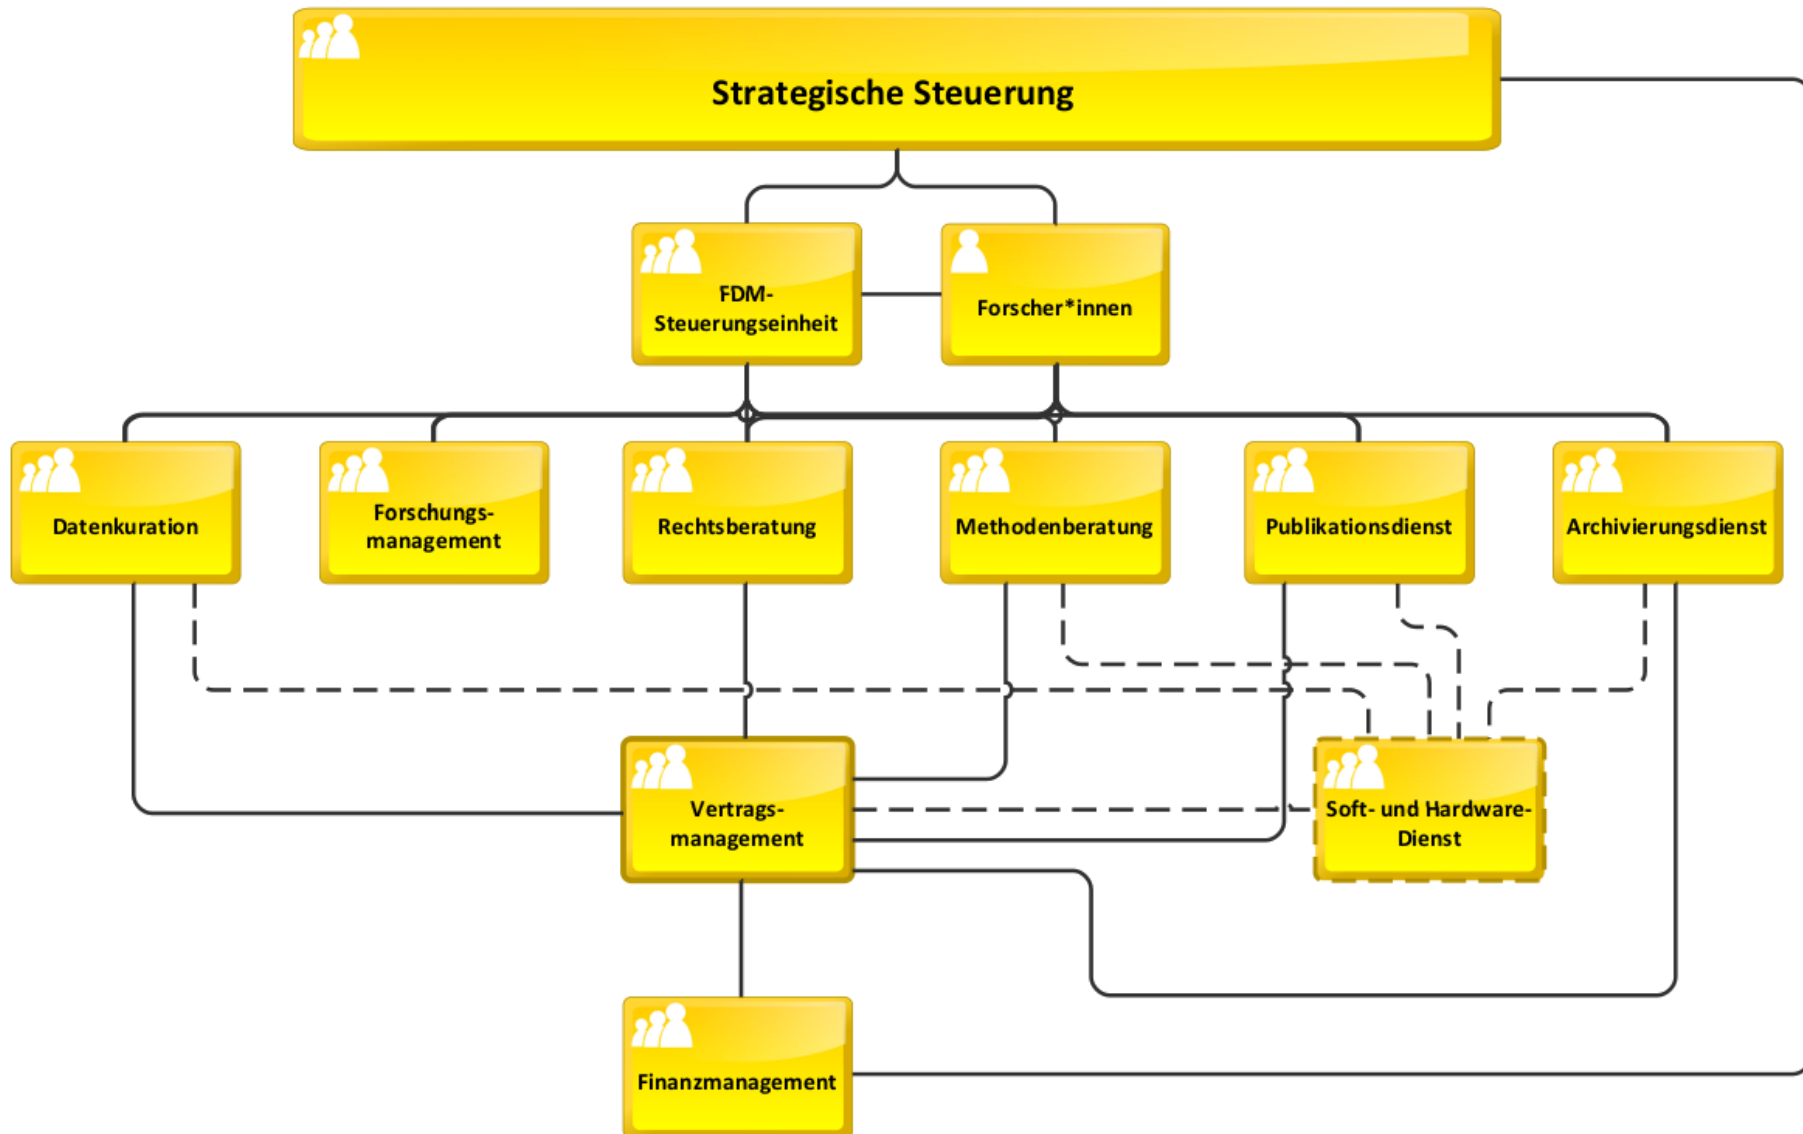 Strategische Steuerung
FDM-
Steuerungseinheit
Forscher*innen
Datenkuration
Forschungs-
management
Rechtsberatung
Methodenberatung
Publikationsdienst
Archivierungsdienst
Vertrags-
management
Soft- und Hardware-
Dienst
Finanzmanagement